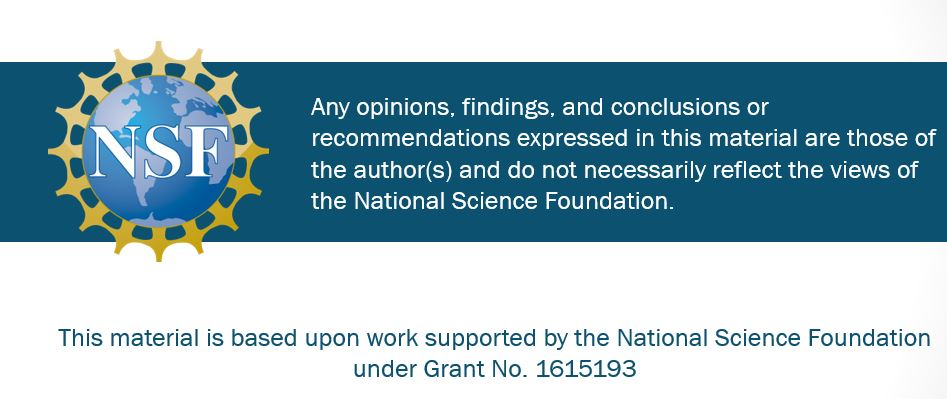 NSF
Any opinions, findings, and conclusions or
recommendations expressed in this material are those of
the author(s) and do not necessarily reflect the views of
the National Science Foundation.
This material is based upon work supported by the National Science Foundation
under Grant No. 1615193